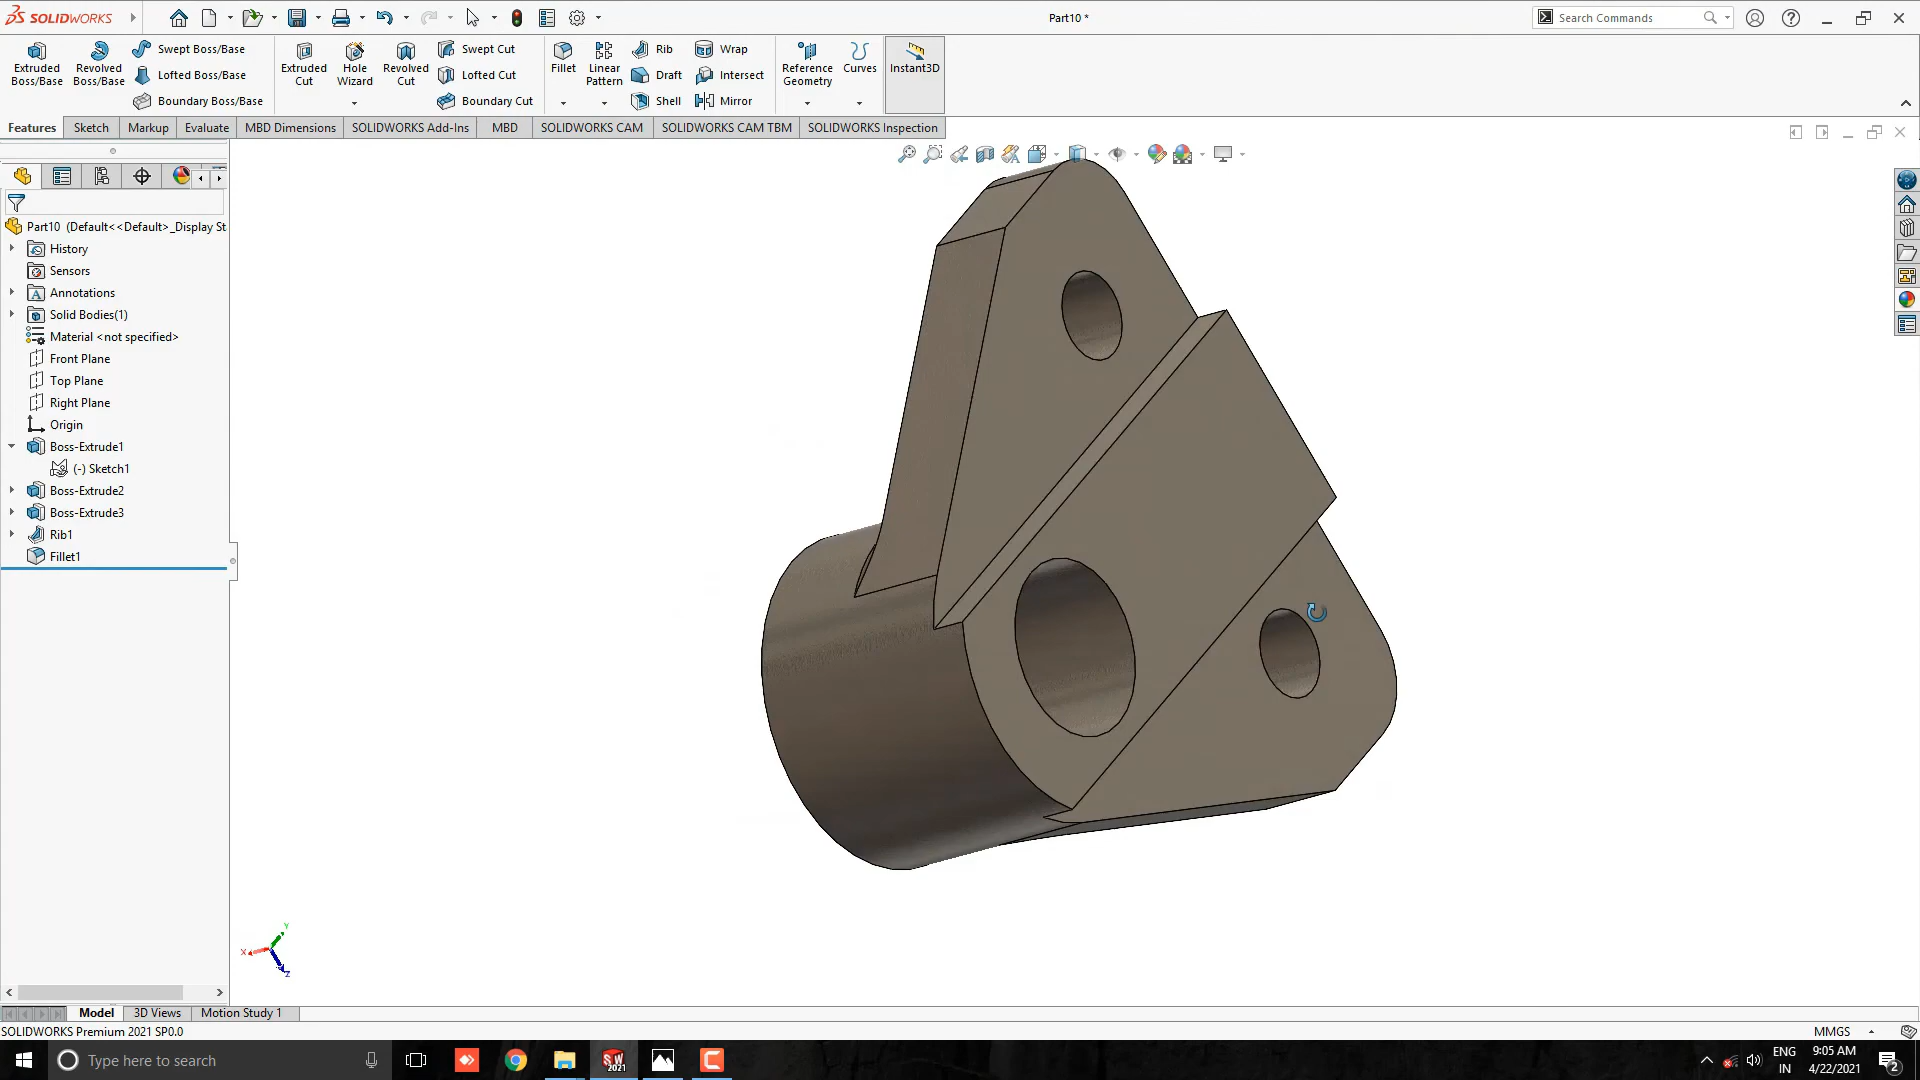 SOLIDWORKS
Part10 *
Search Commands
Extruded Boss/Base
Revolved Boss/Base
Swept Boss/Base
Lofted Boss/Base
Boundary Boss/Base
Extruded Cut
Hole Wizard
Revolved Cut
Swept Cut
Lofted Cut
Boundary Cut
Fillet
Linear Pattern
Rib
Draft
Shell
Wrap
Intersect
Mirror
Reference Geometry
Curves
Instant3D
Features
Sketch
Markup
Evaluate
MBD Dimensions
SOLIDWORKS Add-Ins
MBD
SOLIDWORKS CAM
SOLIDWORKS CAM TBM
SOLIDWORKS Inspection
Part10 (Default<<Default>_Display St
History
Sensors
Annotations
Solid Bodies(1)
Material <not specified>
Front Plane
Top Plane
Right Plane
Origin
Boss-Extrude1
(-) Sketch1
Boss-Extrude2
Boss-Extrude3
Rib1
Fillet1
Y
X
Z
Model
3D Views
Motion Study 1
SOLIDWORKS Premium 2021 SP0.0
MMGS
Type here to search
SW
2021
ENG
IN
9:05 AM
4/22/2021
2